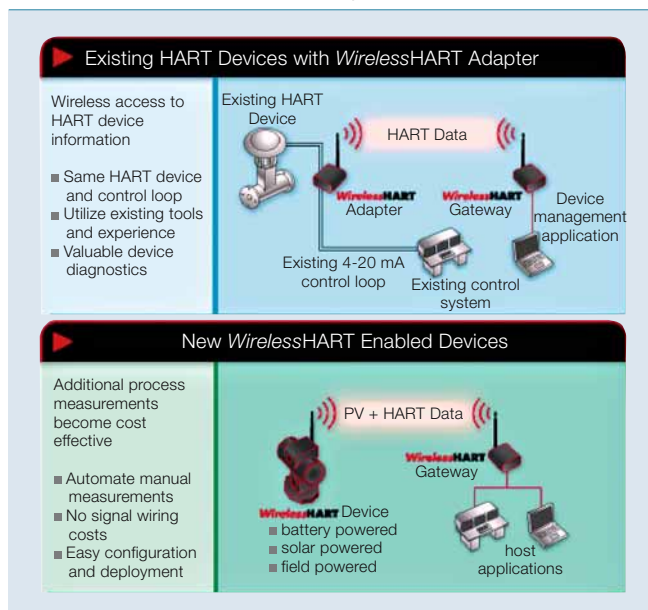 Existing HART Devices with WirelessHART Adapter
Wireless access to
HART device
information
■ Same HART device
and control loop
■ Utilize existing tools
and experience
■ Valuable device
diagnostics
Existing HART
Device
HART Data
WirelessHART
Adapter
WirelessHART
Gateway
Device
management
application
Existing 4-20 mA
control loop
Existing control
system
New WirelessHART Enabled Devices
Additional process
measurements
become cost
effective
■ Automate manual
measurements
■ No signal wiring
costs
■ Easy configuration
and deployment
PV + HART Data
WirelessHART
Gateway
WirelessHART Device
■ battery powered
■ solar powered
■ field powered
host
applications